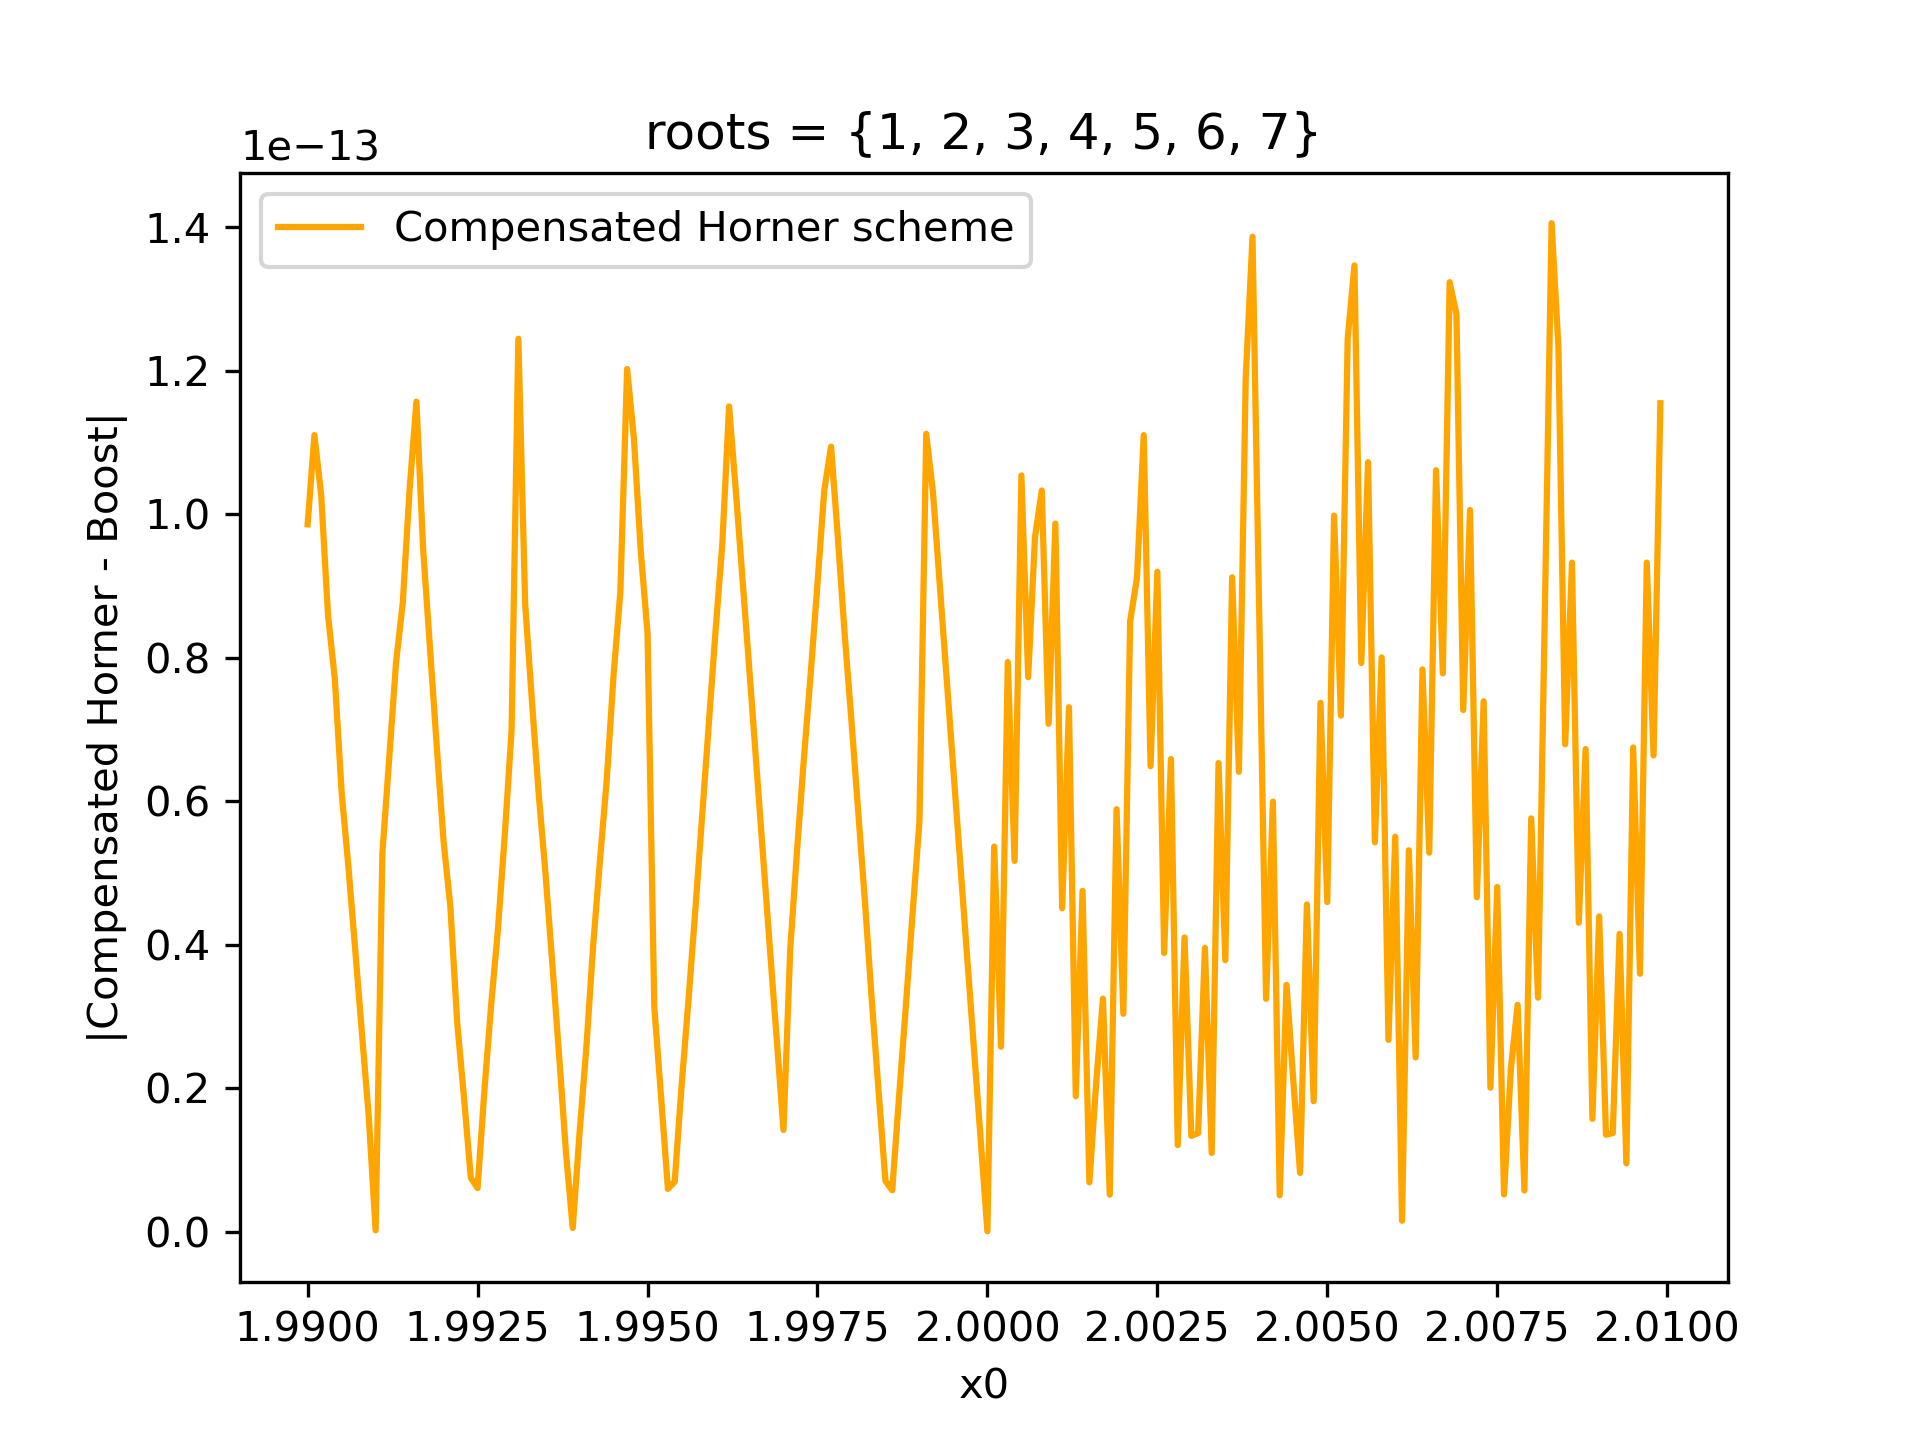 roots = {1, 2, 3, 4, 5, 6, 7}
1e−13
Compensated Horner scheme
1.4
1.2
1.0
0.8
0.6
0.4
0.2
0.0
|Compensated Horner - Boost|
1.9900 1.9925 1.9950 1.9975 2.0000 2.0025 2.0050 2.0075 2.0100
x0